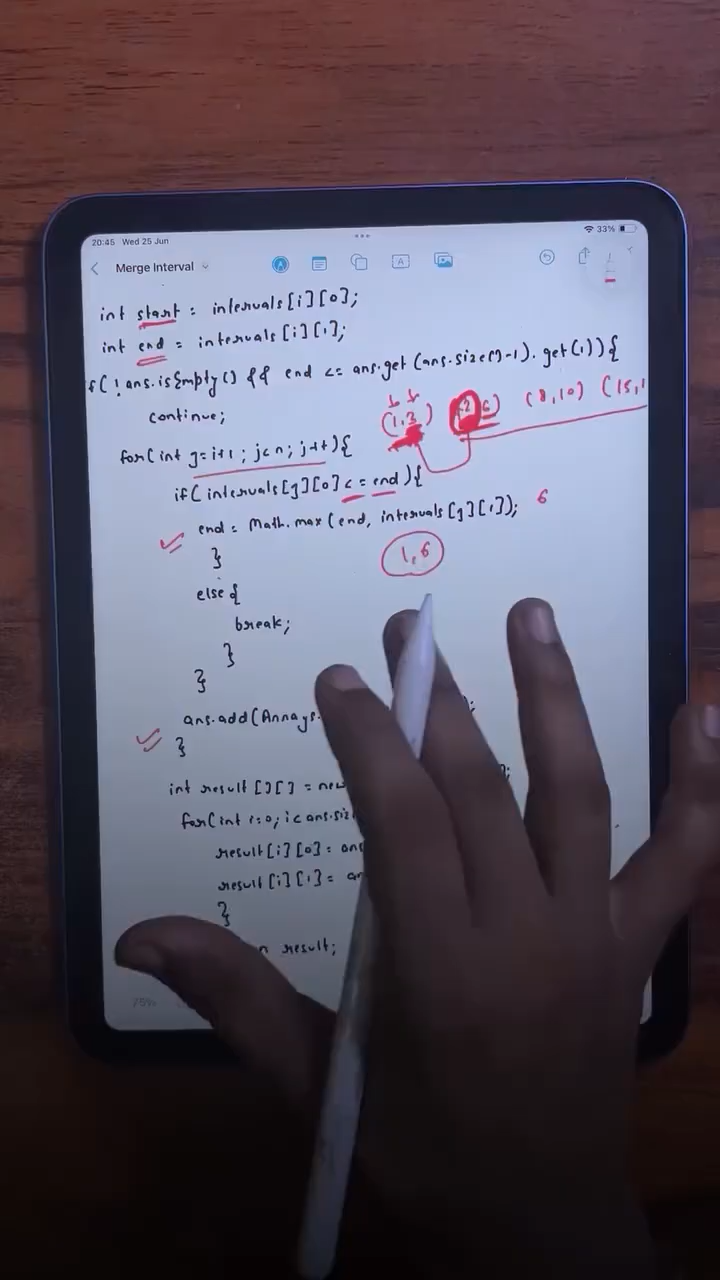 20:45 Wed 25 Jun
33%
Merge Interval
int start = intervals[i][0];
int end = intervals[i][1];
if( !ans.isEmpty() && end <= ans.get(ans.size()-1).get(1)){
continue;
(1,3) (2,6) (8,10) (15,1
for(int j=i+1; j<n; j++){
if(intervals[j][0] <= end){
end = Math.max(end, intervals[j][1]); 6
} 1,6
else{
break;
}
}
ans.add(Arrays.
}
int result[][] = new
for(int i=0; i<ans.siz
result[i][0] = ans
result[i][1] = an
}
n result;
75%